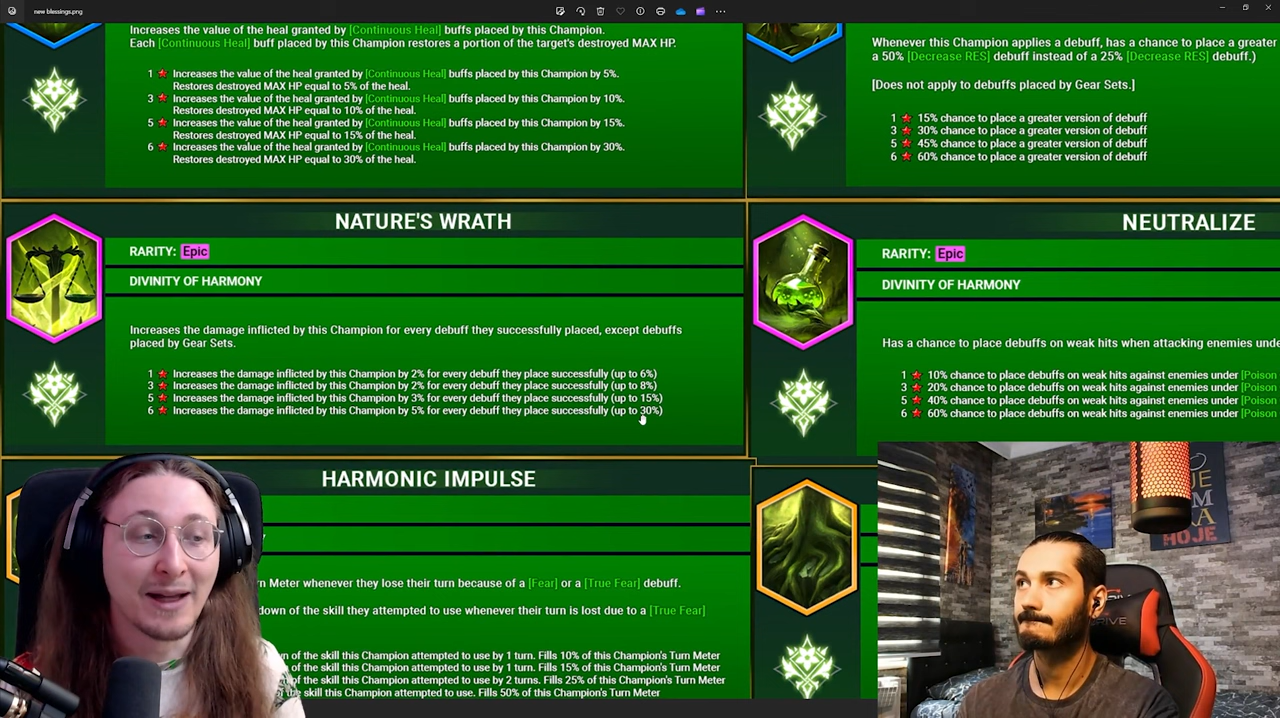 new blessings.png
Increases the value of the heal granted by [Continuous Heal] buffs placed by this Champion.
Each [Continuous Heal] buff placed by this Champion restores a portion of the target's destroyed MAX HP.
1 Increases the value of the heal granted by [Continuous Heal] buffs placed by this Champion by 5%.
Restores destroyed MAX HP equal to 5% of the heal.
3 Increases the value of the heal granted by [Continuous Heal] buffs placed by this Champion by 10%.
Restores destroyed MAX HP equal to 10% of the heal.
5 Increases the value of the heal granted by [Continuous Heal] buffs placed by this Champion by 15%.
Restores destroyed MAX HP equal to 15% of the heal.
6 Increases the value of the heal granted by [Continuous Heal] buffs placed by this Champion by 30%.
Restores destroyed MAX HP equal to 30% of the heal.
Whenever this Champion applies a debuff, has a chance to place a greater
a 50% [Decrease RES] debuff instead of a 25% [Decrease RES] debuff.)
[Does not apply to debuffs placed by Gear Sets.]
1 15% chance to place a greater version of debuff
3 30% chance to place a greater version of debuff
5 45% chance to place a greater version of debuff
6 60% chance to place a greater version of debuff
NATURE'S WRATH
RARITY: Epic
DIVINITY OF HARMONY
Increases the damage inflicted by this Champion for every debuff they successfully placed, except debuffs
placed by Gear Sets.
1 Increases the damage inflicted by this Champion by 2% for every debuff they place successfully (up to 6%)
3 Increases the damage inflicted by this Champion by 2% for every debuff they place successfully (up to 8%)
5 Increases the damage inflicted by this Champion by 3% for every debuff they place successfully (up to 15%)
6 Increases the damage inflicted by this Champion by 5% for every debuff they place successfully (up to 30%)
NEUTRALIZE
RARITY: Epic
DIVINITY OF HARMONY
Has a chance to place debuffs on weak hits when attacking enemies unde
1 10% chance to place debuffs on weak hits against enemies under [Poison
3 20% chance to place debuffs on weak hits against enemies under [Poison
5 40% chance to place debuffs on weak hits against enemies under [Poison
6 60% chance to place debuffs on weak hits against enemies under [Poison
HARMONIC IMPULSE
rn Meter whenever they lose their turn because of a [Fear] or a [True Fear] debuff.
down of the skill they attempted to use whenever their turn is lost due to a [True Fear]
wn of the skill this Champion attempted to use by 1 turn. Fills 10% of this Champion's Turn Meter
n of the skill this Champion attempted to use by 1 turn. Fills 15% of this Champion's Turn Meter
n of the skill this Champion attempted to use by 2 turns. Fills 25% of this Champion's Turn Meter
the skill this Champion attempted to use. Fills 50% of this Champion's Turn Meter
HOJE